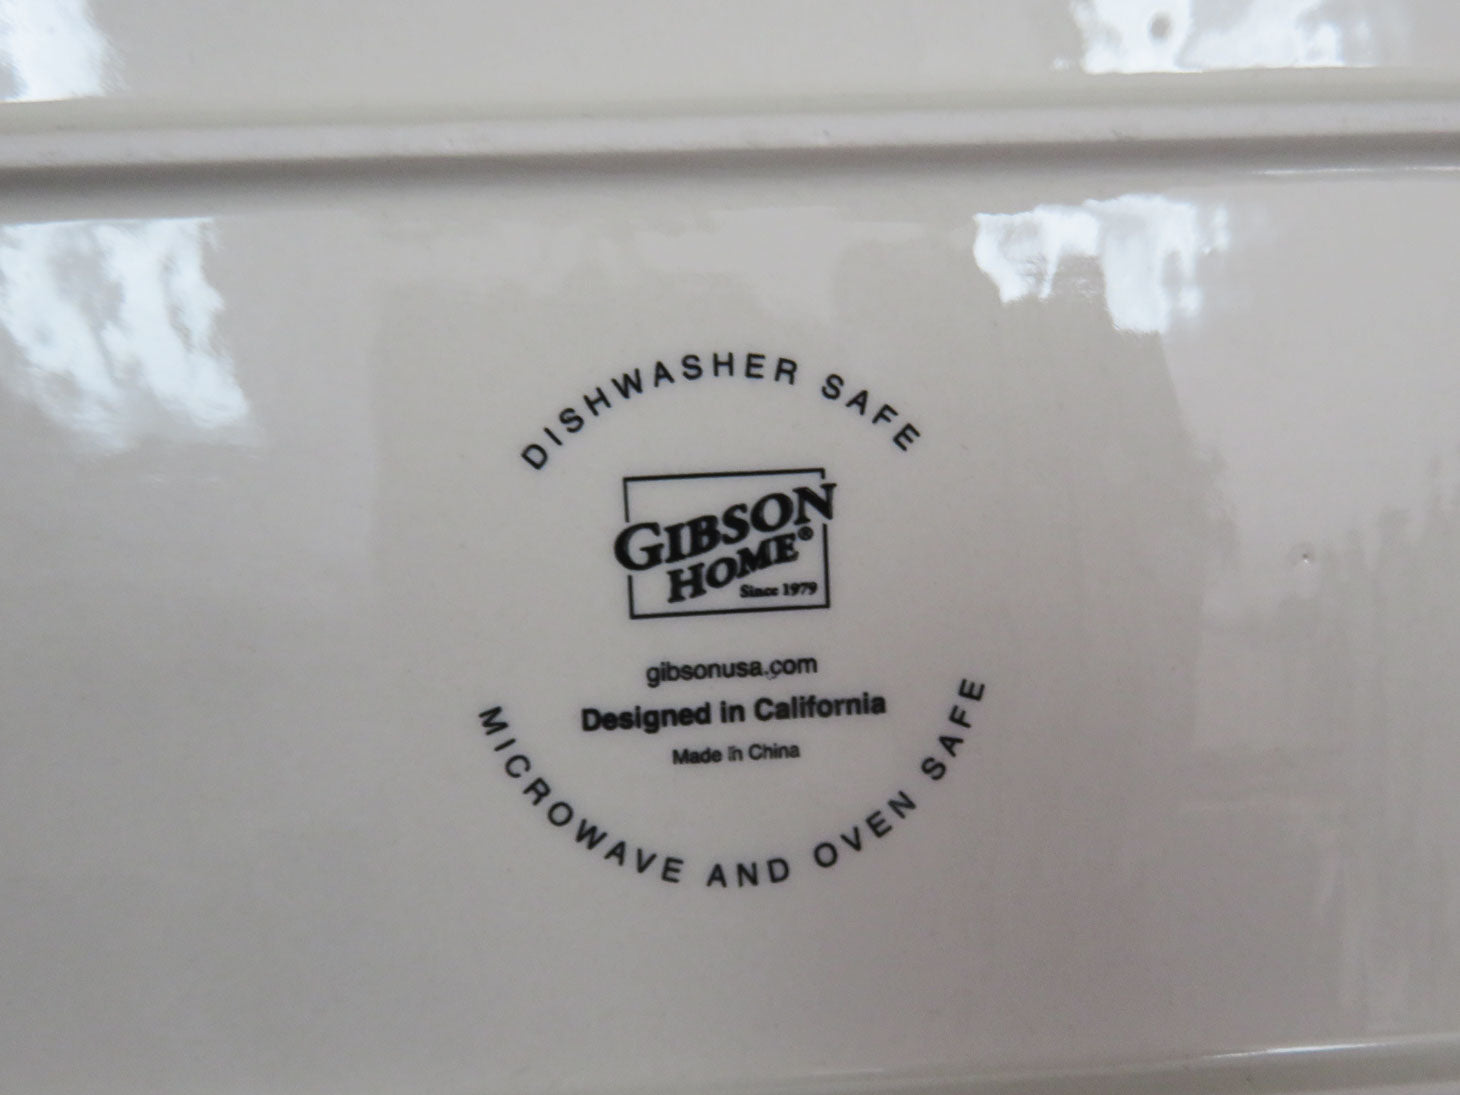 DISHWASHER SAFE
GIBSON
HOME®
Since 1979
gibsonusa.com
Designed in California
Made in China
MICROWAVE AND OVEN SAFE